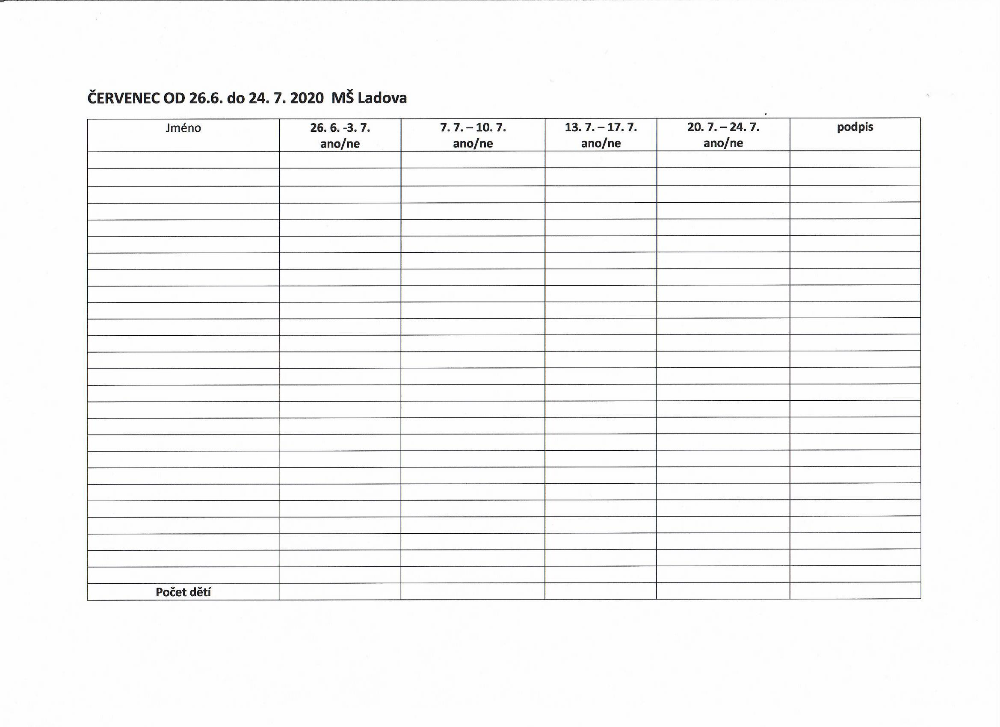 ČERVENEC OD 26.6. do 24. 7. 2020 MŠ Ladova
Jméno 26. 6. -3. 7. 7. 7. – 10. 7. 13. 7. – 17. 7. 20. 7. – 24. 7. podpis
ano/ne ano/ne ano/ne ano/ne
Počet dětí